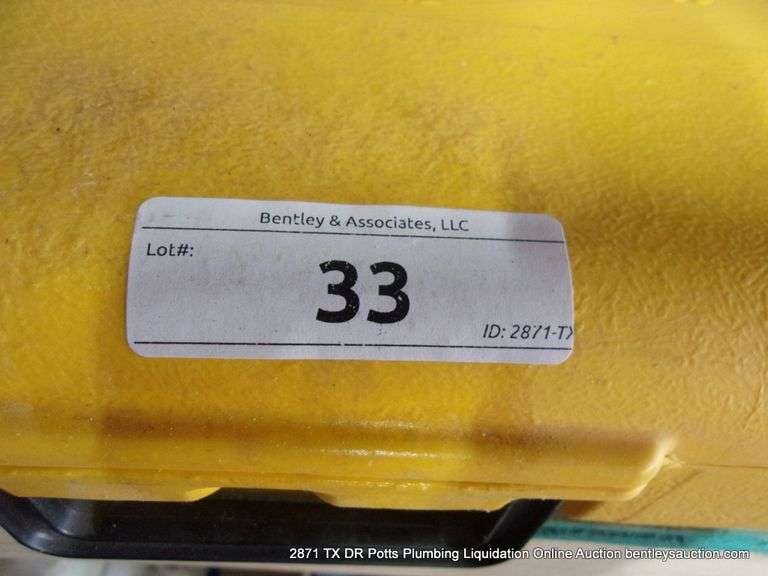 Bentley & Associates, LLC
Lot#:
33
ID: 2871-TX
2871 TX DR Potts Plumbing Liquidation Online Auction bentleysauction.com